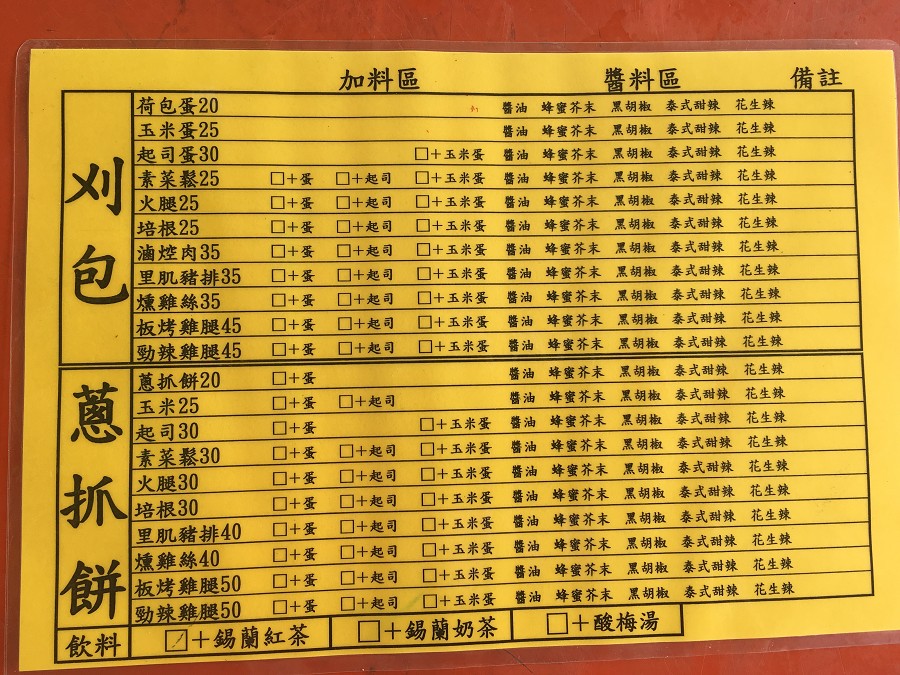 加料區 醬料區 備註
刈包
荷包蛋20 醬油 蜂蜜芥末 黑胡椒 泰式甜辣 花生辣
玉米蛋25 醬油 蜂蜜芥末 黑胡椒 泰式甜辣 花生辣
起司蛋30 □+玉米蛋 醬油 蜂蜜芥末 黑胡椒 泰式甜辣 花生辣
素菜鬆25 □+蛋 □+起司 □+玉米蛋 醬油 蜂蜜芥末 黑胡椒 泰式甜辣 花生辣
火腿25 □+蛋 □+起司 □+玉米蛋 醬油 蜂蜜芥末 黑胡椒 泰式甜辣 花生辣
培根25 □+蛋 □+起司 □+玉米蛋 醬油 蜂蜜芥末 黑胡椒 泰式甜辣 花生辣
滷焢肉35 □+蛋 □+起司 □+玉米蛋 醬油 蜂蜜芥末 黑胡椒 泰式甜辣 花生辣
里肌豬排35 □+蛋 □+起司 □+玉米蛋 醬油 蜂蜜芥末 黑胡椒 泰式甜辣 花生辣
燻雞絲35 □+蛋 □+起司 □+玉米蛋 醬油 蜂蜜芥末 黑胡椒 泰式甜辣 花生辣
板烤雞腿45 □+蛋 □+起司 □+玉米蛋 醬油 蜂蜜芥末 黑胡椒 泰式甜辣 花生辣
勁辣雞腿45 □+蛋 □+起司 □+玉米蛋 醬油 蜂蜜芥末 黑胡椒 泰式甜辣 花生辣
蔥抓餅
蔥抓餅20 □+蛋 醬油 蜂蜜芥末 黑胡椒 泰式甜辣 花生辣
玉米25 □+蛋 □+起司 醬油 蜂蜜芥末 黑胡椒 泰式甜辣 花生辣
起司30 □+蛋 □+玉米蛋 醬油 蜂蜜芥末 黑胡椒 泰式甜辣 花生辣
素菜鬆30 □+蛋 □+起司 □+玉米蛋 醬油 蜂蜜芥末 黑胡椒 泰式甜辣 花生辣
火腿30 □+蛋 □+起司 □+玉米蛋 醬油 蜂蜜芥末 黑胡椒 泰式甜辣 花生辣
培根30 □+蛋 □+起司 □+玉米蛋 醬油 蜂蜜芥末 黑胡椒 泰式甜辣 花生辣
里肌豬排40 □+蛋 □+起司 □+玉米蛋 醬油 蜂蜜芥末 黑胡椒 泰式甜辣 花生辣
燻雞絲40 □+蛋 □+起司 □+玉米蛋 醬油 蜂蜜芥末 黑胡椒 泰式甜辣 花生辣
板烤雞腿50 □+蛋 □+起司 □+玉米蛋 醬油 蜂蜜芥末 黑胡椒 泰式甜辣 花生辣
勁辣雞腿50 □+蛋 □+起司 □+玉米蛋 醬油 蜂蜜芥末 黑胡椒 泰式甜辣 花生辣
飲料 □+錫蘭紅茶 □+錫蘭奶茶 □+酸梅湯